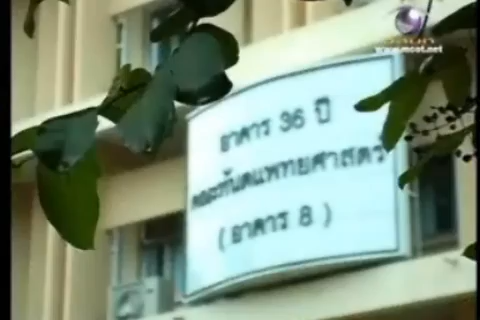 www.mcot.net
อาคาร 36 ปี
คณะทันตแพทยศาสตร์
( อาคาร 8 )